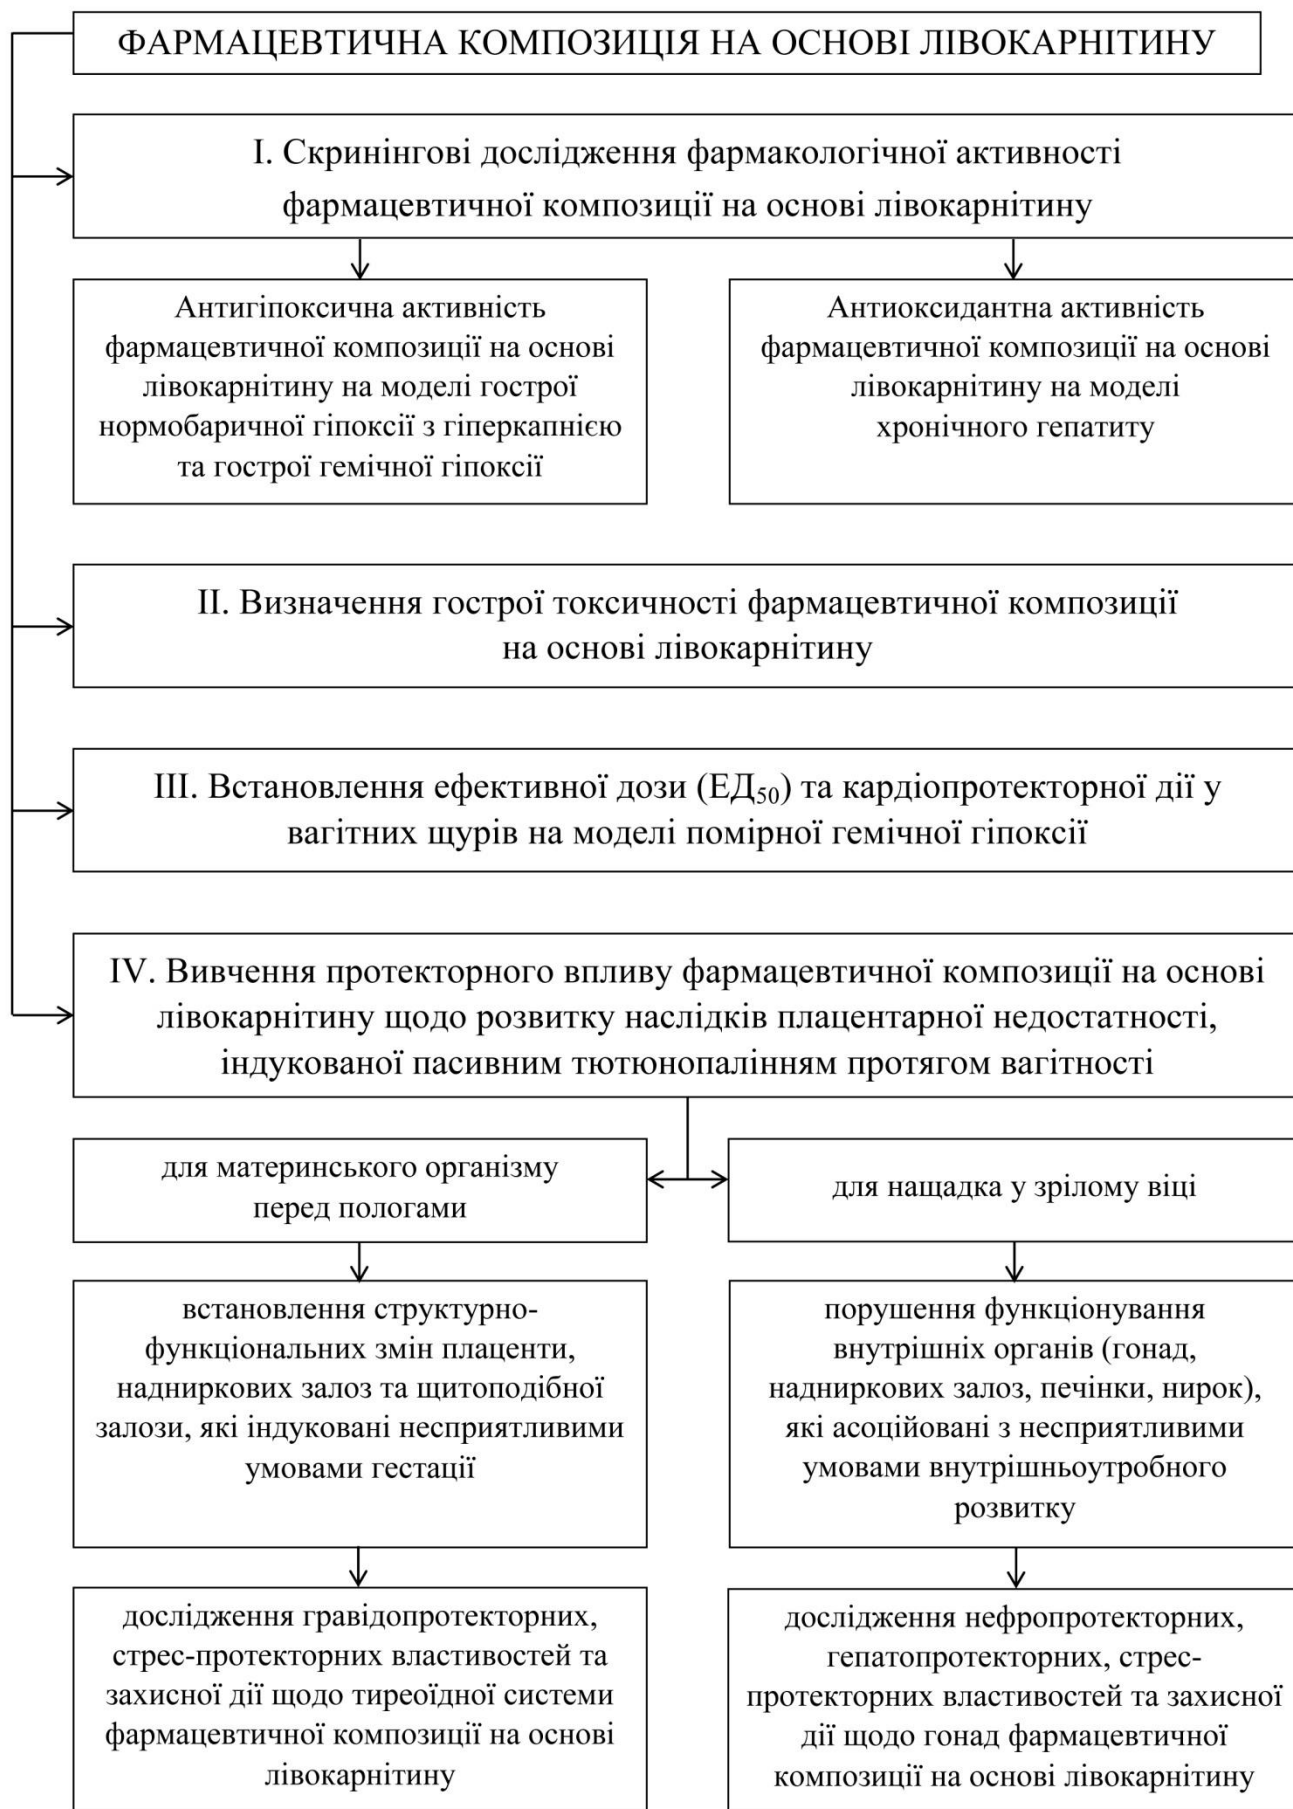 ФАРМАЦЕВТИЧНА КОМПОЗИЦІЯ НА ОСНОВІ ЛІВОКАРНІТИНУ
I. Скринінгові дослідження фармакологічної активності
фармацевтичної композиції на основі лівокарнітину
Антигіпоксична активність
фармацевтичної композиції на основі
лівокарнітину на моделі гострої
нормобаричної гіпоксії з гіперкапнією
та гострої гемічної гіпоксії
Антиоксидантна активність
фармацевтичної композиції на основі
лівокарнітину на моделі
хронічного гепатиту
II. Визначення гострої токсичності фармацевтичної композиції
на основі лівокарнітину
III. Встановлення ефективної дози (ЕД₅₀) та кардіопротекторної дії у
вагітних щурів на моделі помірної гемічної гіпоксії
IV. Вивчення протекторного впливу фармацевтичної композиції на основі
лівокарнітину щодо розвитку наслідків плацентарної недостатності,
індукованої пасивним тютюнопалінням протягом вагітності
для материнського організму
перед пологами
для нащадка у зрілому віці
встановлення структурно-
функціональних змін плаценти,
надниркових залоз та щитоподібної
залози, які індуковані несприятливими
умовами гестації
порушення функціонування
внутрішніх органів (гонад,
надниркових залоз, печінки, нирок),
які асоційовані з несприятливими
умовами внутрішньоутробного
розвитку
дослідження гравідопротекторних,
стрес-протекторних властивостей та
захисної дії щодо тиреоїдної системи
фармацевтичної композиції на основі
лівокарнітину
дослідження нефропротекторних,
гепатопротекторних, стрес-
протекторних властивостей та захисної
дії щодо гонад фармацевтичної
композиції на основі лівокарнітину